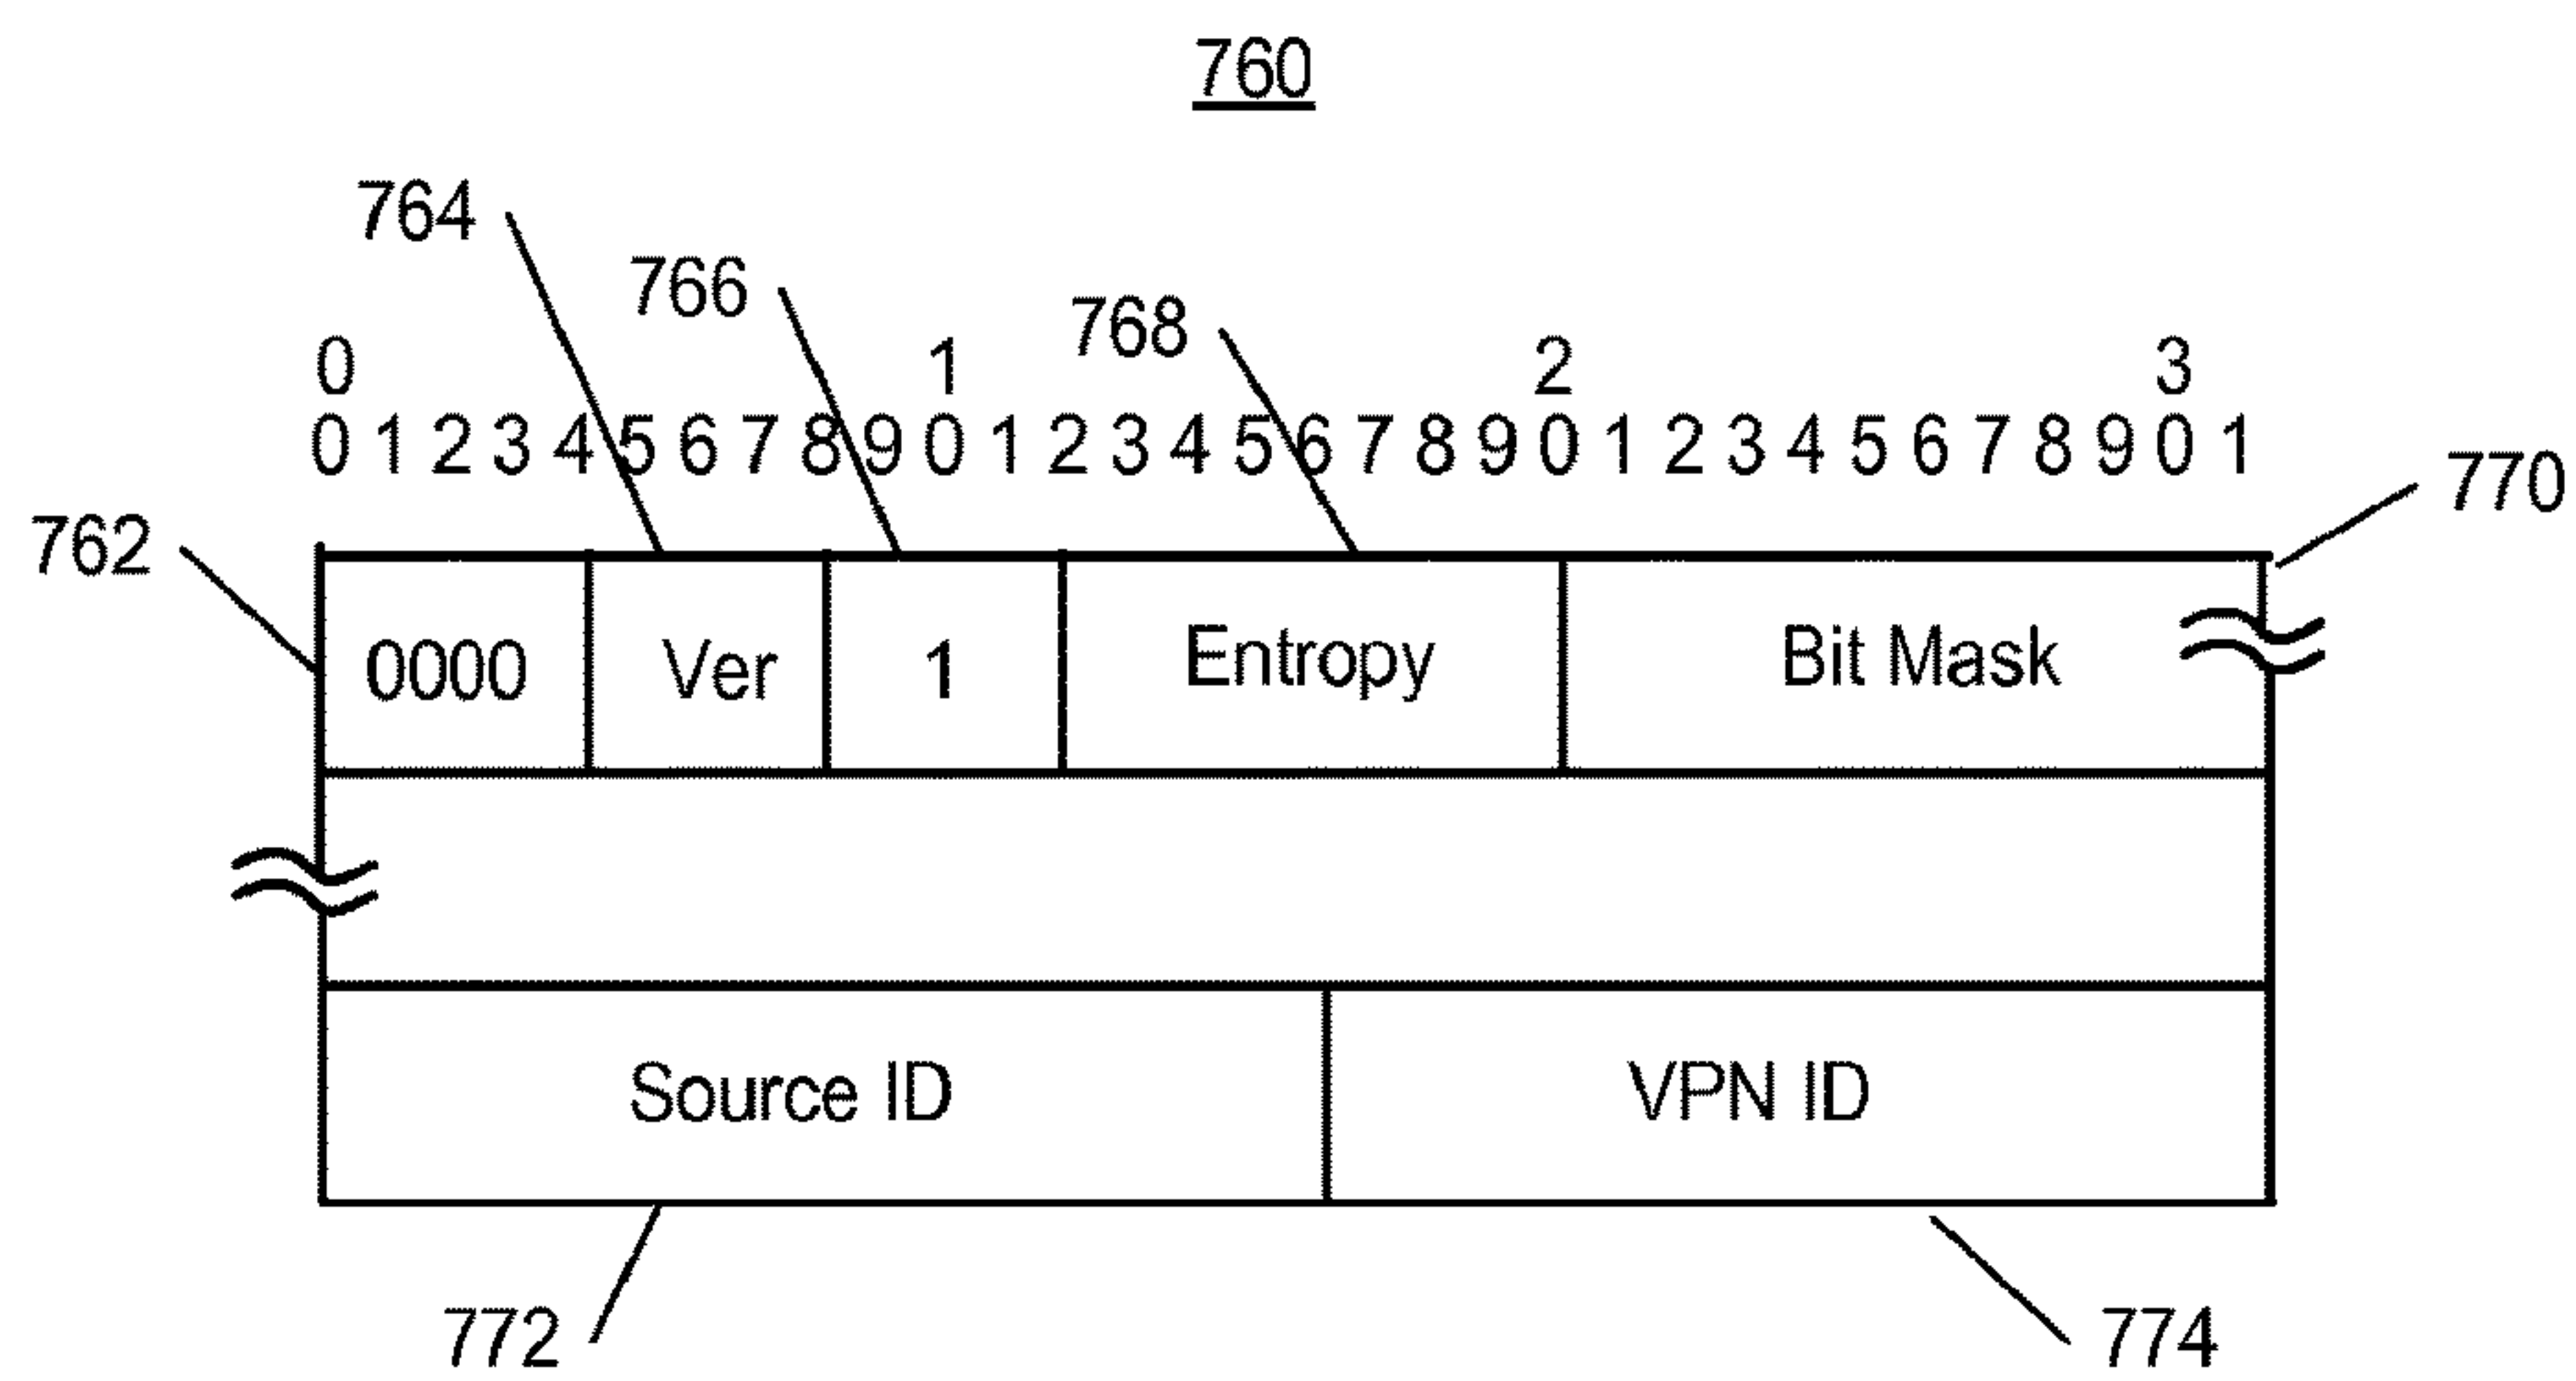 760
764
766
768
0 1 2 3
0 1 2 3 4 5 6 7 8 9 0 1 2 3 4 5 6 7 8 9 0 1 2 3 4 5 6 7 8 9 0 1
770
762
0000 Ver 1 Entropy Bit Mask
Source ID VPN ID
772 774